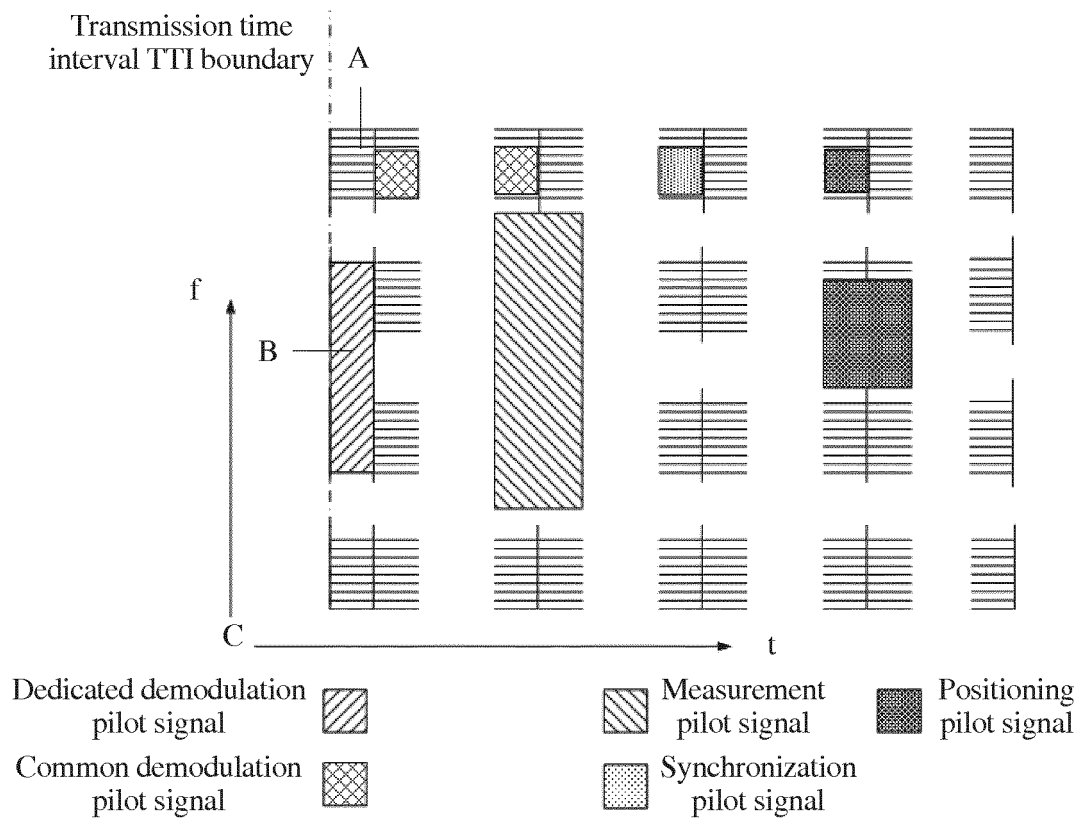 Transmission time
interval TTI boundary
A
f
B
C
t
Dedicated demodulation
pilot signal
Measurement
pilot signal
Positioning
pilot signal
Common demodulation
pilot signal
Synchronization
pilot signal